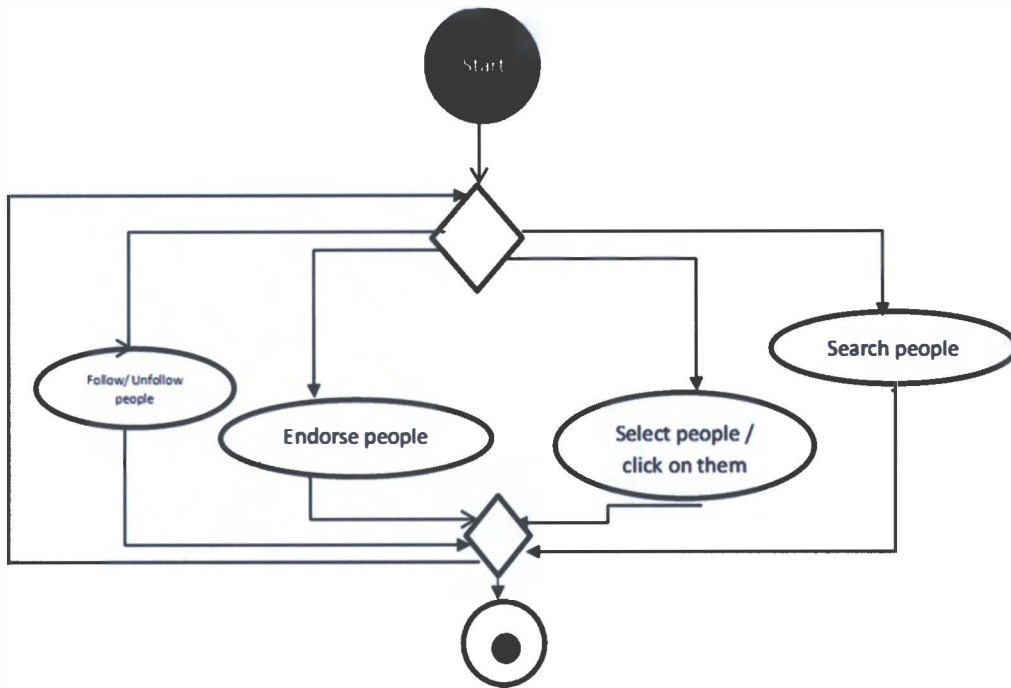 Start
Search people
Follow/ Unfollow
people
Endorse people
Select people /
click on them